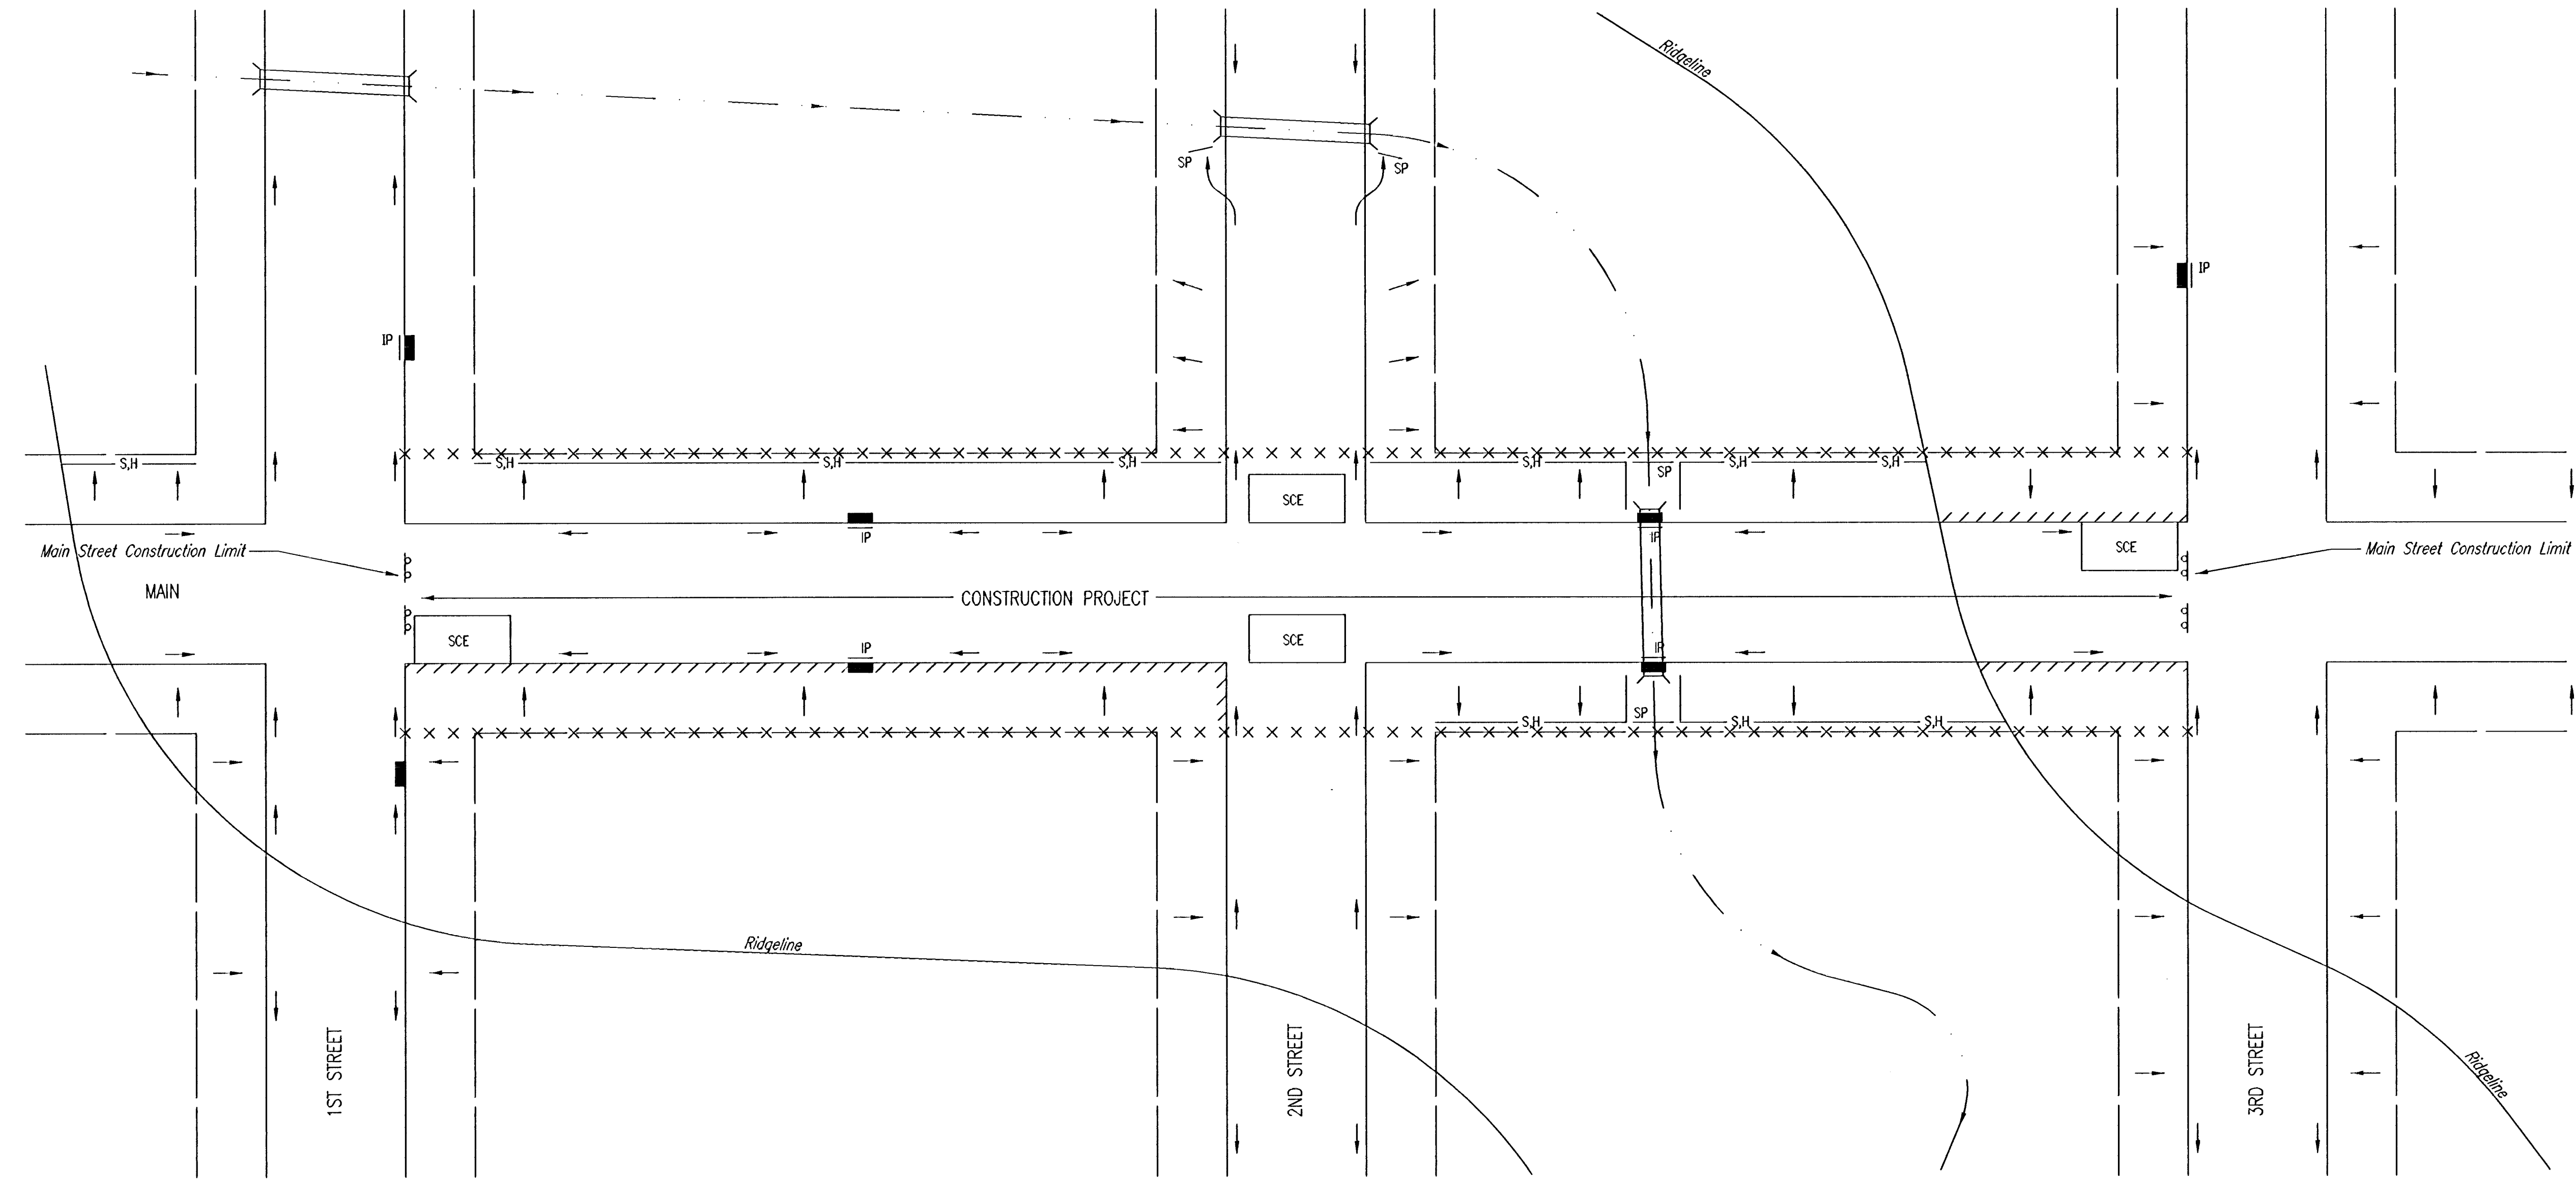 Ridgeline
SP
SP
IP
IP
S,H
S,H
S,H
S,H
S,H
SP
S,H
S,H
SCE
IP
IP
Main Street Construction Limit
SCE
Main Street Construction Limit
MAIN
CONSTRUCTION PROJECT
SCE
SCE
IP
IP
S,H
SP
S,H
S,H
Ridgeline
1ST STREET
2ND STREET
3RD STREET
Ridgeline